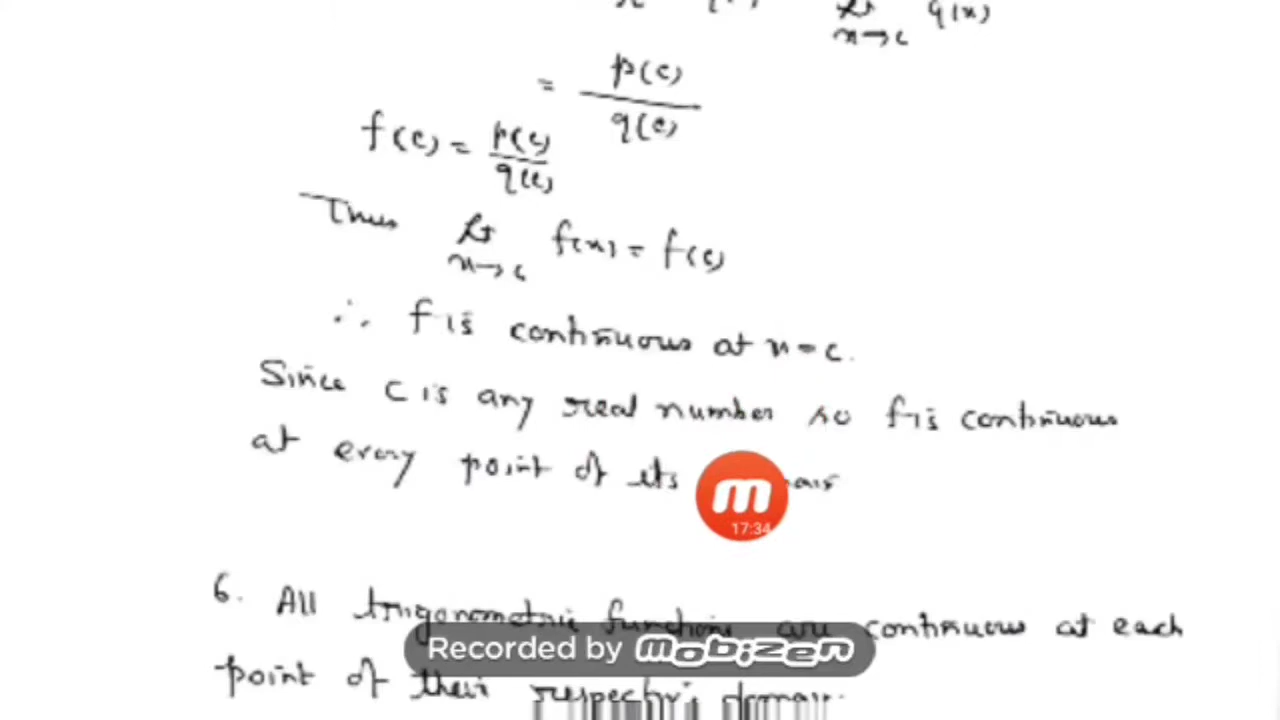 Lt x→c q(x)
= p(c)/q(c)
f(c) = p(c)/q(c)
Thus Lt x→c f(x) = f(c)
∴ f is continuous at x = c.
Since c is any real number so f is continuous
at every point of its
17:34
6. All trigonometric functions are continuous at each
Recorded by mobizen
point of their respective domain.